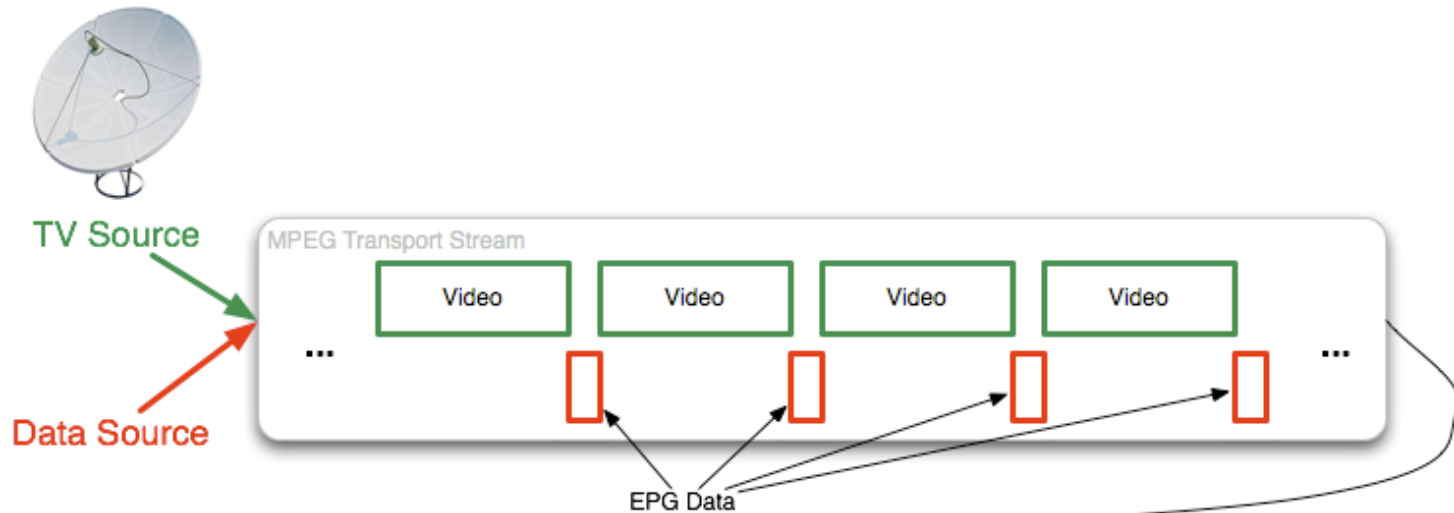 TV Source
MPEG Transport Stream
Video
Video
Video
Video
...
...
Data Source
EPG Data